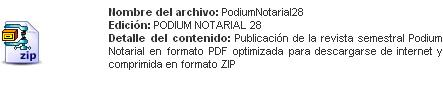 Nombre del archivo: PodiumNotarial28
Edición: PODIUM NOTARIAL 28
Detalle del contenido: Publicación de la revista semestral Podium
Notarial en formato PDF optimizada para descargarse de internet y
comprimida en formato ZIP
zip